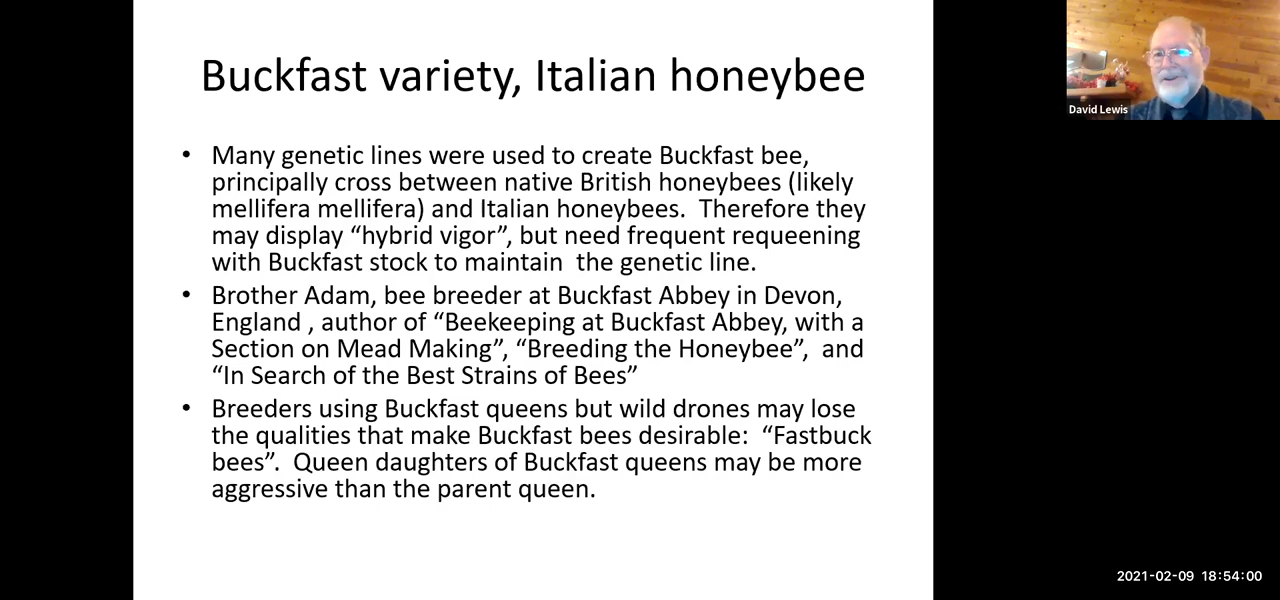 Buckfast variety, Italian honeybee
David Lewis
• Many genetic lines were used to create Buckfast bee,
principally cross between native British honeybees (likely
mellifera mellifera) and Italian honeybees.  Therefore they
may display “hybrid vigor”, but need frequent requeening
with Buckfast stock to maintain  the genetic line.
• Brother Adam, bee breeder at Buckfast Abbey in Devon,
England , author of “Beekeeping at Buckfast Abbey, with a
Section on Mead Making”, “Breeding the Honeybee”,  and
“In Search of the Best Strains of Bees”
• Breeders using Buckfast queens but wild drones may lose
the qualities that make Buckfast bees desirable:  “Fastbuck
bees”.  Queen daughters of Buckfast queens may be more
aggressive than the parent queen.
2021-02-09 18:54:00